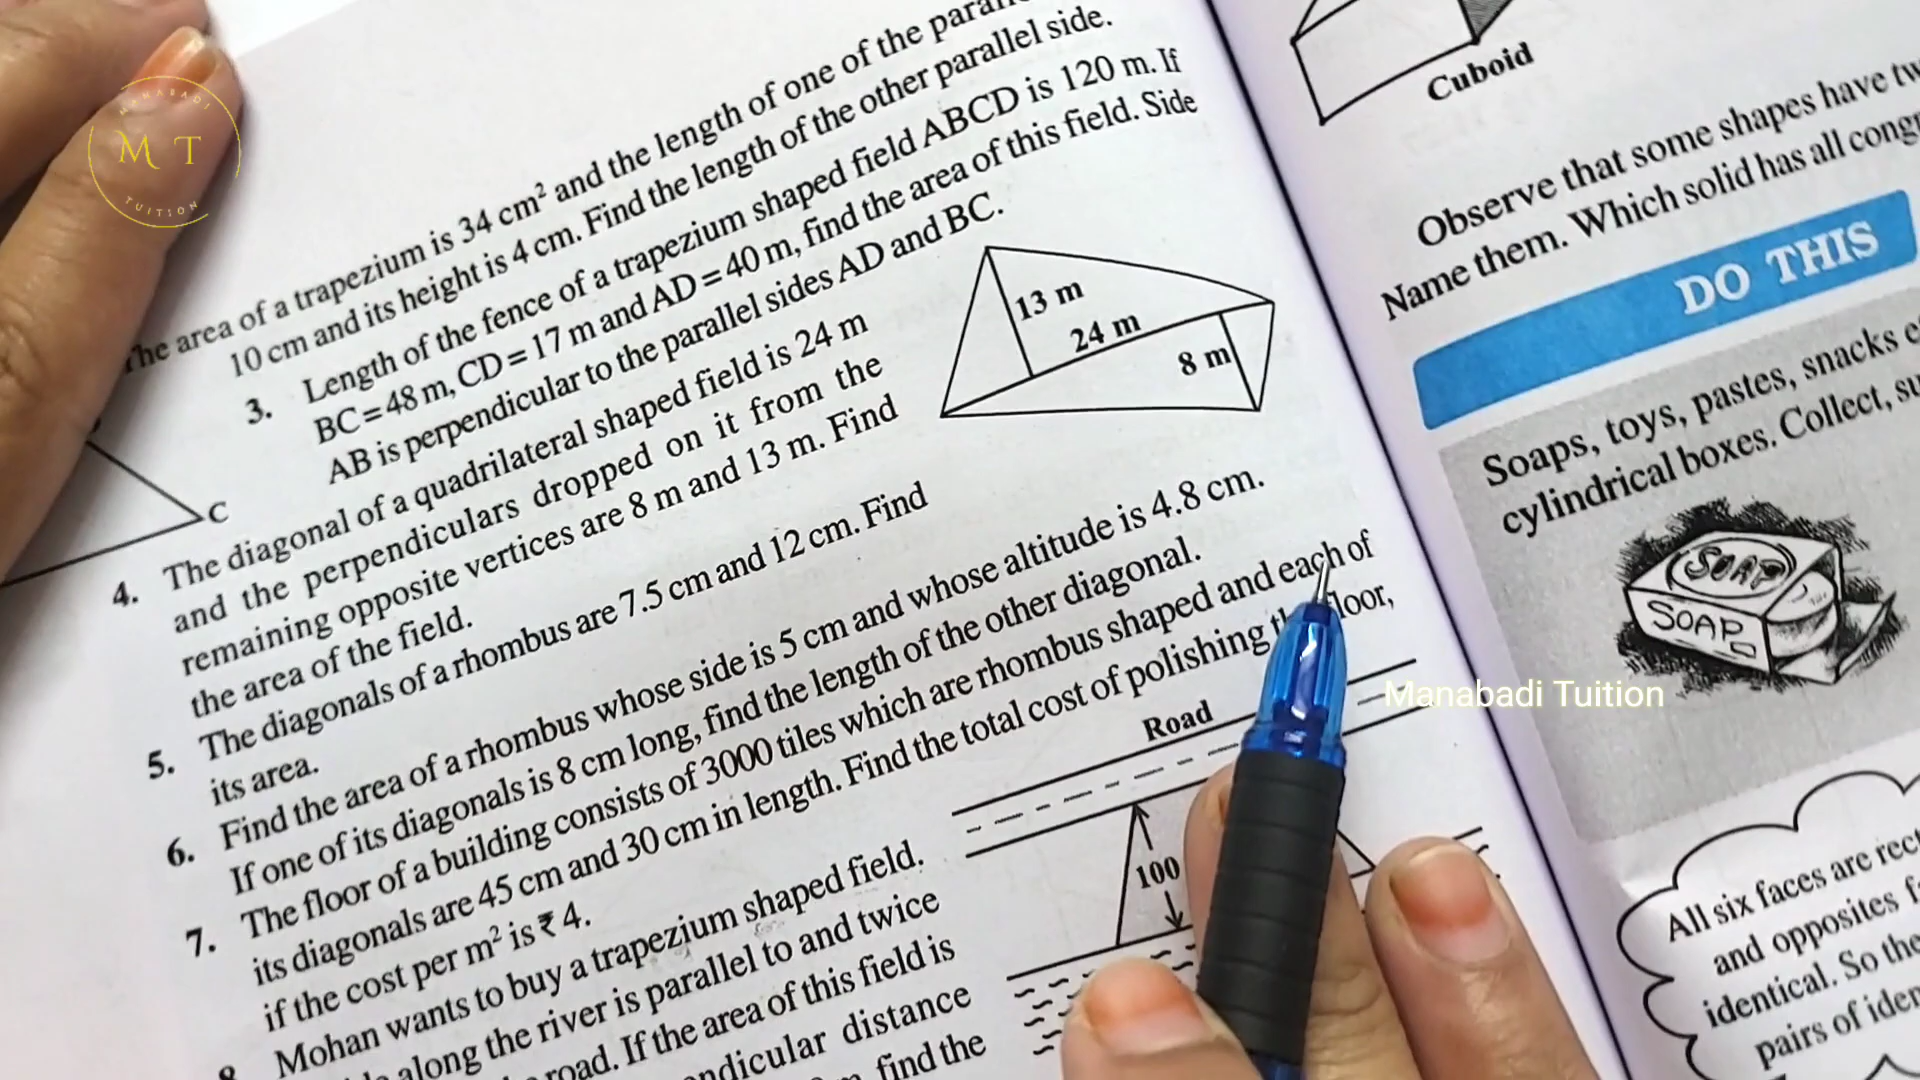 MANABADI
M T
TUITION
The area of a trapezium is 34 cm² and the length of one of the
10 cm and its height is 4 cm. Find the length of the other parallel side.
3. Length of the fence of a trapezium shaped field ABCD is 120 m. If
BC = 48 m, CD = 17 m and AD = 40 m, find the area of this field. Side
AB is perpendicular to the parallel sides AD and BC.
C
4. The diagonal of a quadrilateral shaped field is 24 m
and the perpendiculars dropped on it from the
remaining opposite vertices are 8 m and 13 m. Find
the area of the field.
13 m
24 m
8 m
5. The diagonals of a rhombus are 7.5 cm and 12 cm. Find
its area.
6. Find the area of a rhombus whose side is 5 cm and whose altitude is 4.8 cm.
If one of its diagonals is 8 cm long, find the length of the other diagonal.
7. The floor of a building consists of 3000 tiles which are rhombus shaped and each of
its diagonals are 45 cm and 30 cm in length. Find the total cost of polishing the floor,
if the cost per m² is ₹ 4.
Mohan wants to buy a trapezium shaped field.
along the river is parallel to and twice
road. If the area of this field is
distance
find the
Road
100
Cuboid
Observe that some shapes have
Name them. Which solid has all
DO THIS
Soaps, toys, pastes, snacks
cylindrical boxes. Collect,
SOAP
SOAP
Manabadi Tuition
All six faces are
and opposites
identical. So
pairs of